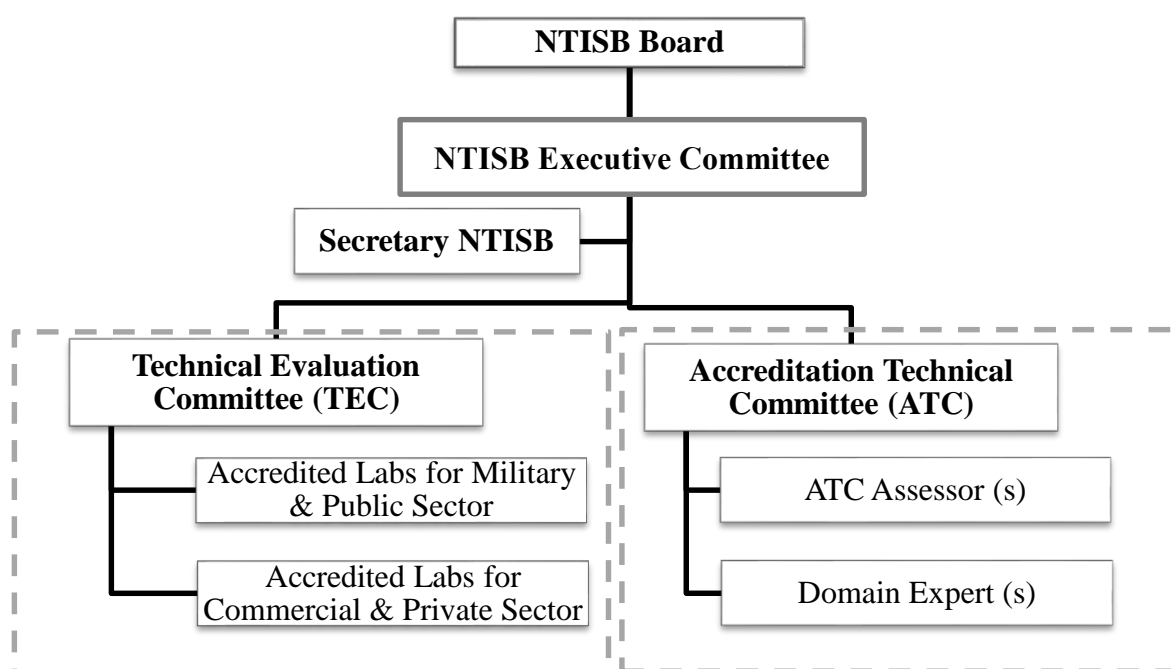 NTISB Board
NTISB Executive Committee
Secretary NTISB
Technical Evaluation
Committee (TEC)
Accredited Labs for Military
& Public Sector
Accredited Labs for
Commercial & Private Sector
Accreditation Technical
Committee (ATC)
ATC Assessor (s)
Domain Expert (s)